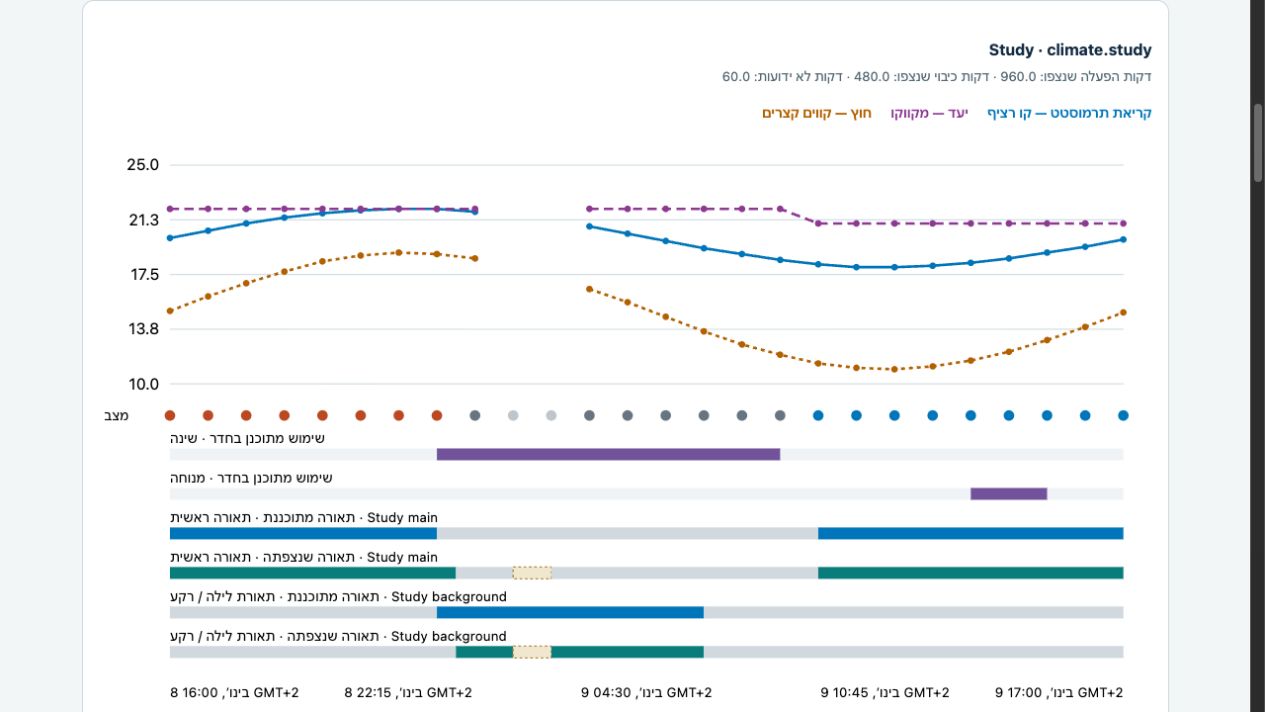 Study · climate.study
דקות הפעלה שנצפו: 960.0 · דקות כיבוי שנצפו: 480.0 · דקות לא ידועות: 60.0
קריאת תרמוסטט — קו רציף יעד — מקווקו חוץ — קווים קצרים
25.0
21.3
17.5
13.8
10.0
מצב
שימוש מתוכנן בחדר · שינה
שימוש מתוכנן בחדר · מנוחה
תאורה מתוכננת · תאורה ראשית · Study main
תאורה שנצפתה · תאורה ראשית · Study main
תאורה מתוכננת · תאורת לילה / רקע · Study background
תאורה שנצפתה · תאורת לילה / רקע · Study background
8 בינו׳, 16:00 GMT+2 8 בינו׳, 22:15 GMT+2 9 בינו׳, 04:30 GMT+2 9 בינו׳, 10:45 GMT+2 9 בינו׳, 17:00 GMT+2